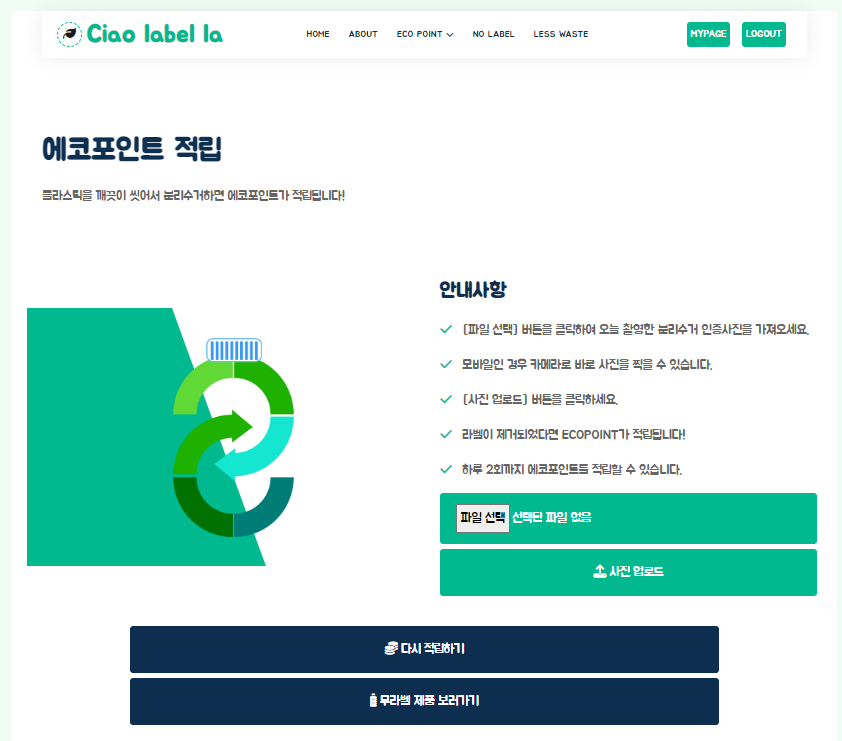 Ciao label la
HOME ABOUT ECO POINT NO LABEL LESS WASTE MYPAGE LOGOUT
에코포인트 적립
플라스틱을 깨끗이 씻어서 분리수거하면 에코포인트가 적립됩니다!
안내사항
[파일 선택] 버튼을 클릭하여 오늘 촬영한 분리수거 인증사진을 가져오세요.
모바일인 경우 카메라로 바로 사진을 찍을 수 있습니다.
[사진 업로드] 버튼을 클릭하세요.
라벨이 제거되었다면 ECOPOINT가 적립됩니다!
하루 2회까지 에코포인트를 적립할 수 있습니다.
파일 선택 선택된 파일 없음
사진 업로드
다시 적립하기
무라벨 제품 보러가기